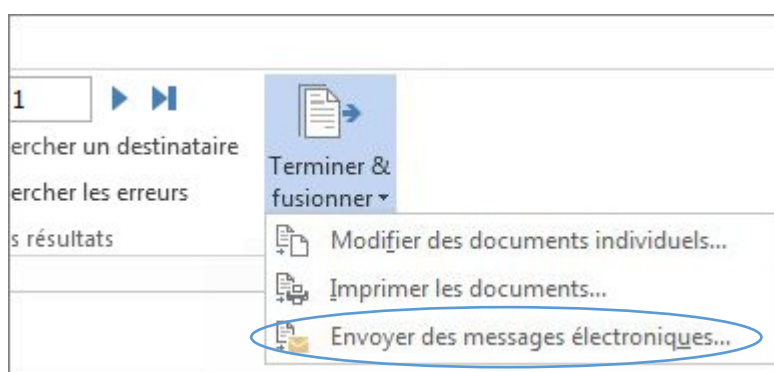 1
ercher un destinataire
ercher les erreurs
s résultats
Terminer &
fusionner
Modifier des documents individuels...
Imprimer les documents...
Envoyer des messages électroniques...